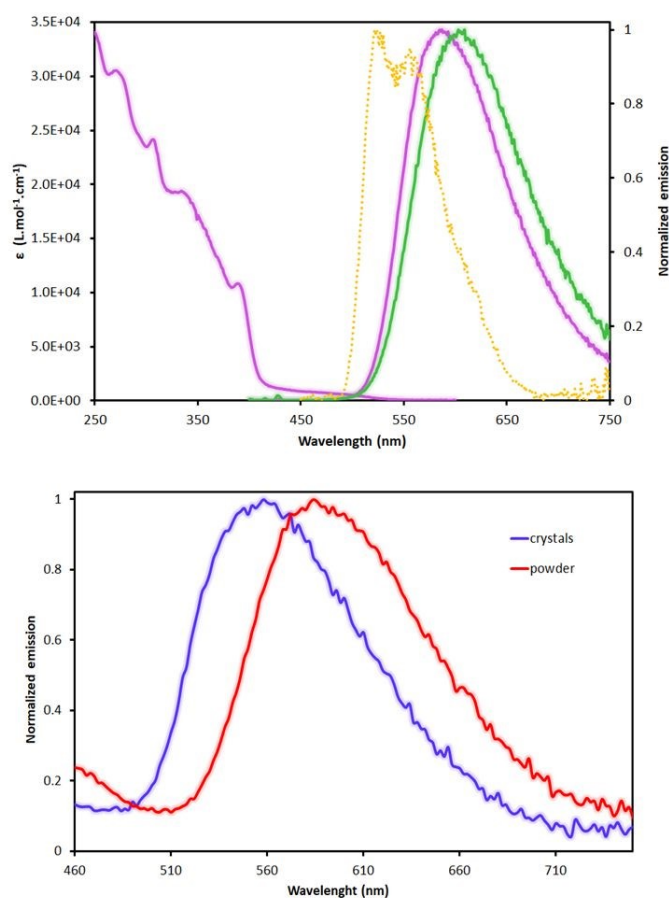 3.5E+04
3.0E+04
2.5E+04
2.0E+04
1.5E+04
1.0E+04
5.0E+03
0.0E+00
ε (L.mol-1.cm-1)
250
350
450
550
650
750
Wavelength (nm)
1
0.8
0.6
0.4
0.2
0
Normalized emission
1
0.8
0.6
0.4
0.2
0
Normalized emission
crystals
powder
460
510
560
610
660
710
Wavelenght (nm)